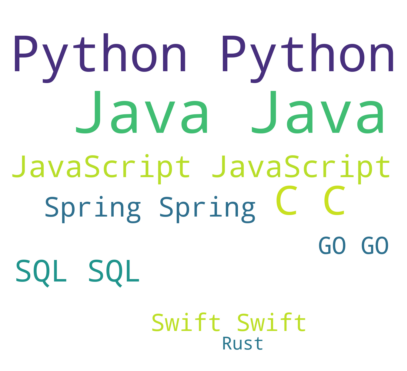 Python Python
Java Java
JavaScript JavaScript
Spring Spring
C C
GO GO
SQL SQL
Swift Swift
Rust